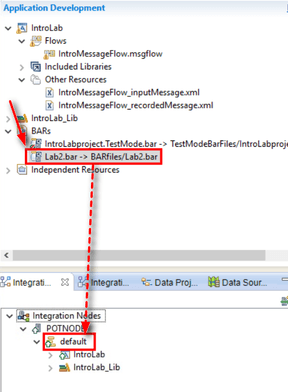 Application Development
IntroLab
Flows
IntroMessageFlow.msgflow
Included Libraries
Other Resources
IntroMessageFlow_inputMessage.xml
IntroMessageFlow_recordedMessage.xml
IntroLab_Lib
BARs
IntroLabproject.TestMode.bar -> TestModeBarFiles/IntroLabproject
Lab2.bar -> BARfiles/Lab2.bar
Independent Resources
Integrati...
Integrati...
Data Proj...
Data Sour...
Integration Nodes
POTNODE
default
IntroLab
IntroLab_Lib